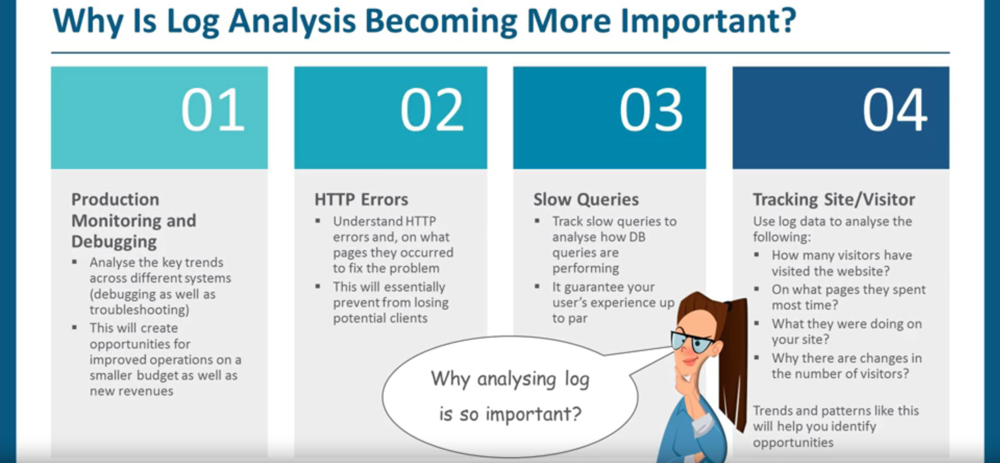 Why Is Log Analysis Becoming More Important?
01
Production
Monitoring and
Debugging
▪ Analyse the key trends
across different systems
(debugging as well as
troubleshooting)
▪ This will create
opportunities for
improved operations on a
smaller budget as well as
new revenues
02
HTTP Errors
▪ Understand HTTP
errors and, on what
pages they occurred
to fix the problem
▪ This will essentially
prevent from losing
potential clients
03
Slow Queries
▪ Track slow queries to
analyse how DB
queries are
performing
▪ It guarantee your
user's experience up
to par
04
Tracking Site/Visitor
Use log data to analyse the
following:
▪ How many visitors have
visited the website?
▪ On what pages they spent
most time?
▪ What they were doing on
your site?
▪ Why there are changes in
the number of visitors?
Trends and patterns like this
will help you identify
opportunities
Why analysing log
is so important?